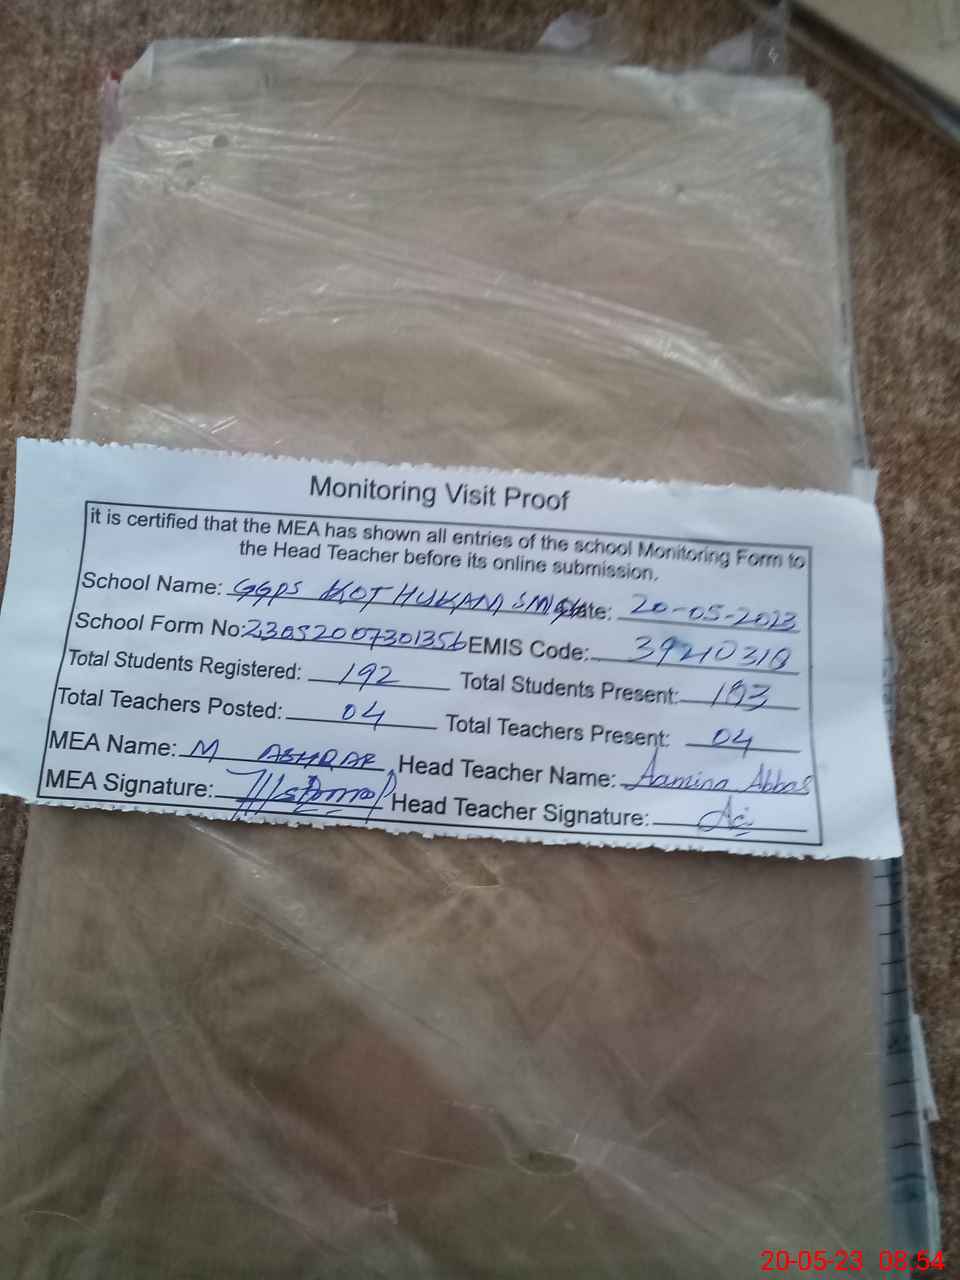 Monitoring Visit Proof
it is certified that the MEA has shown all entries of the school Monitoring Form to
the Head Teacher before its online submission.
School Name: GGPS KOT HUKAM SINGH Date: 20-05-2023
School Form No: 23052007301356 EMIS Code: 39210310
Total Students Registered: 192 Total Students Present: 183
Total Teachers Posted: 04 Total Teachers Present: 04
MEA Name: M ASHRAF Head Teacher Name: Aamina Abbas
MEA Signature: Head Teacher Signature:
20-05-23 08:54